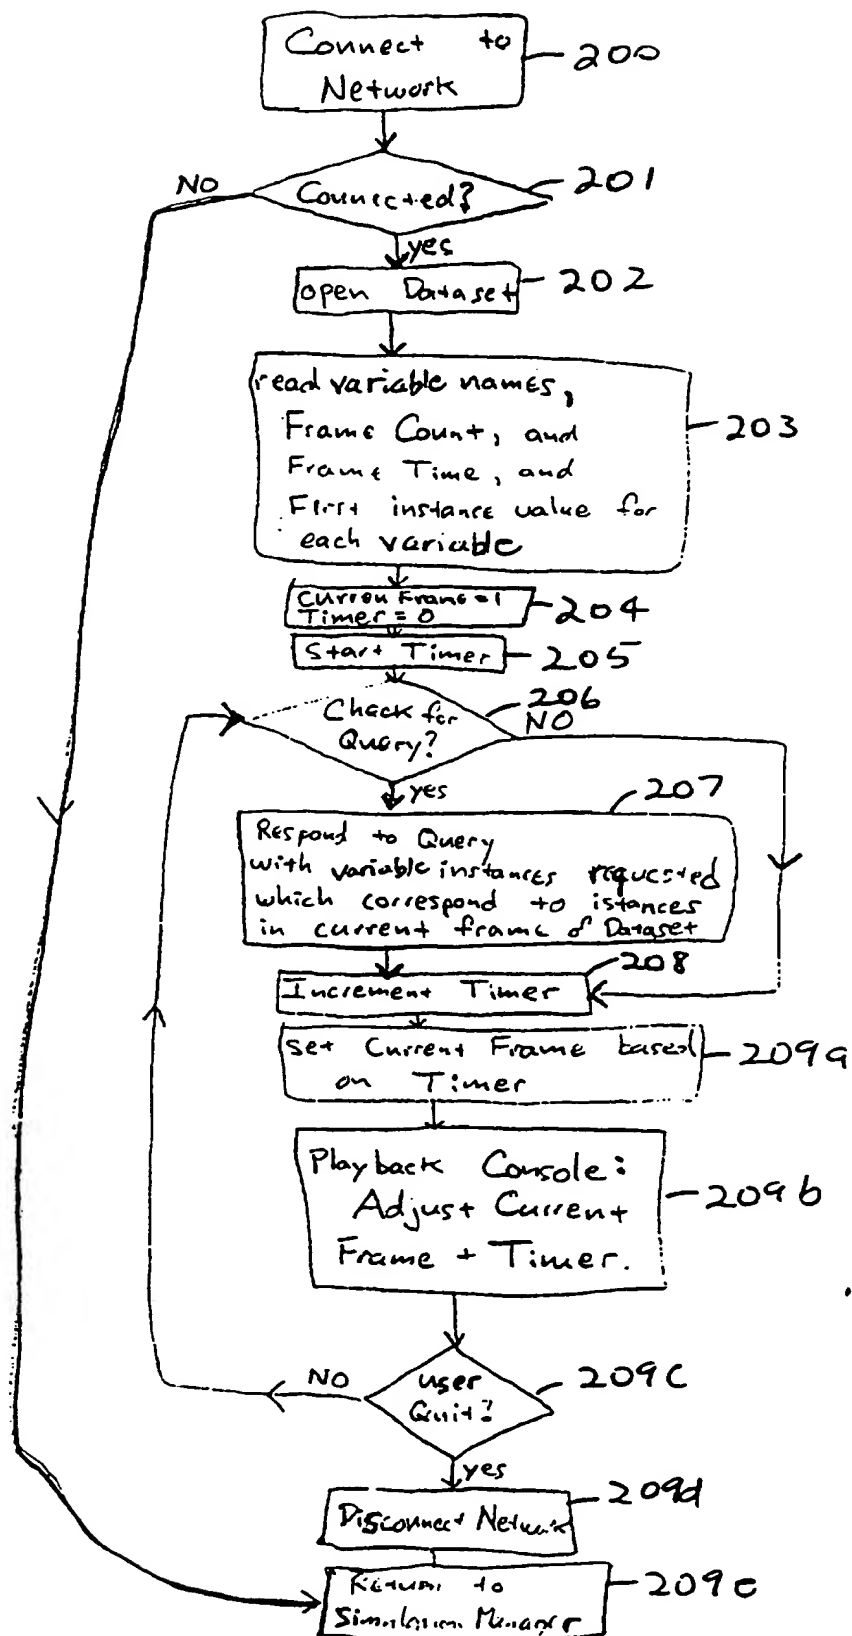 Connect to
Network
200
NO
Connected?
201
yes
open Dataset
202
read variable names,
Frame Count, and
Frame Time, and
First instance value for
each variable
203
Curren Frame=1
Timer = 0
204
Start Timer
205
Check for
Query?
206
NO
yes
207
Respond to Query
with variable instances requested
which correspond to istances
in current frame of Dataset
208
Increment Timer
set Current Frame based
on Timer
209a
Playback Console:
Adjust Current
Frame + Timer.
209b
NO
user
Quit?
209c
yes
Disconnect Network
209d
Return to
Simulation Manager
209e